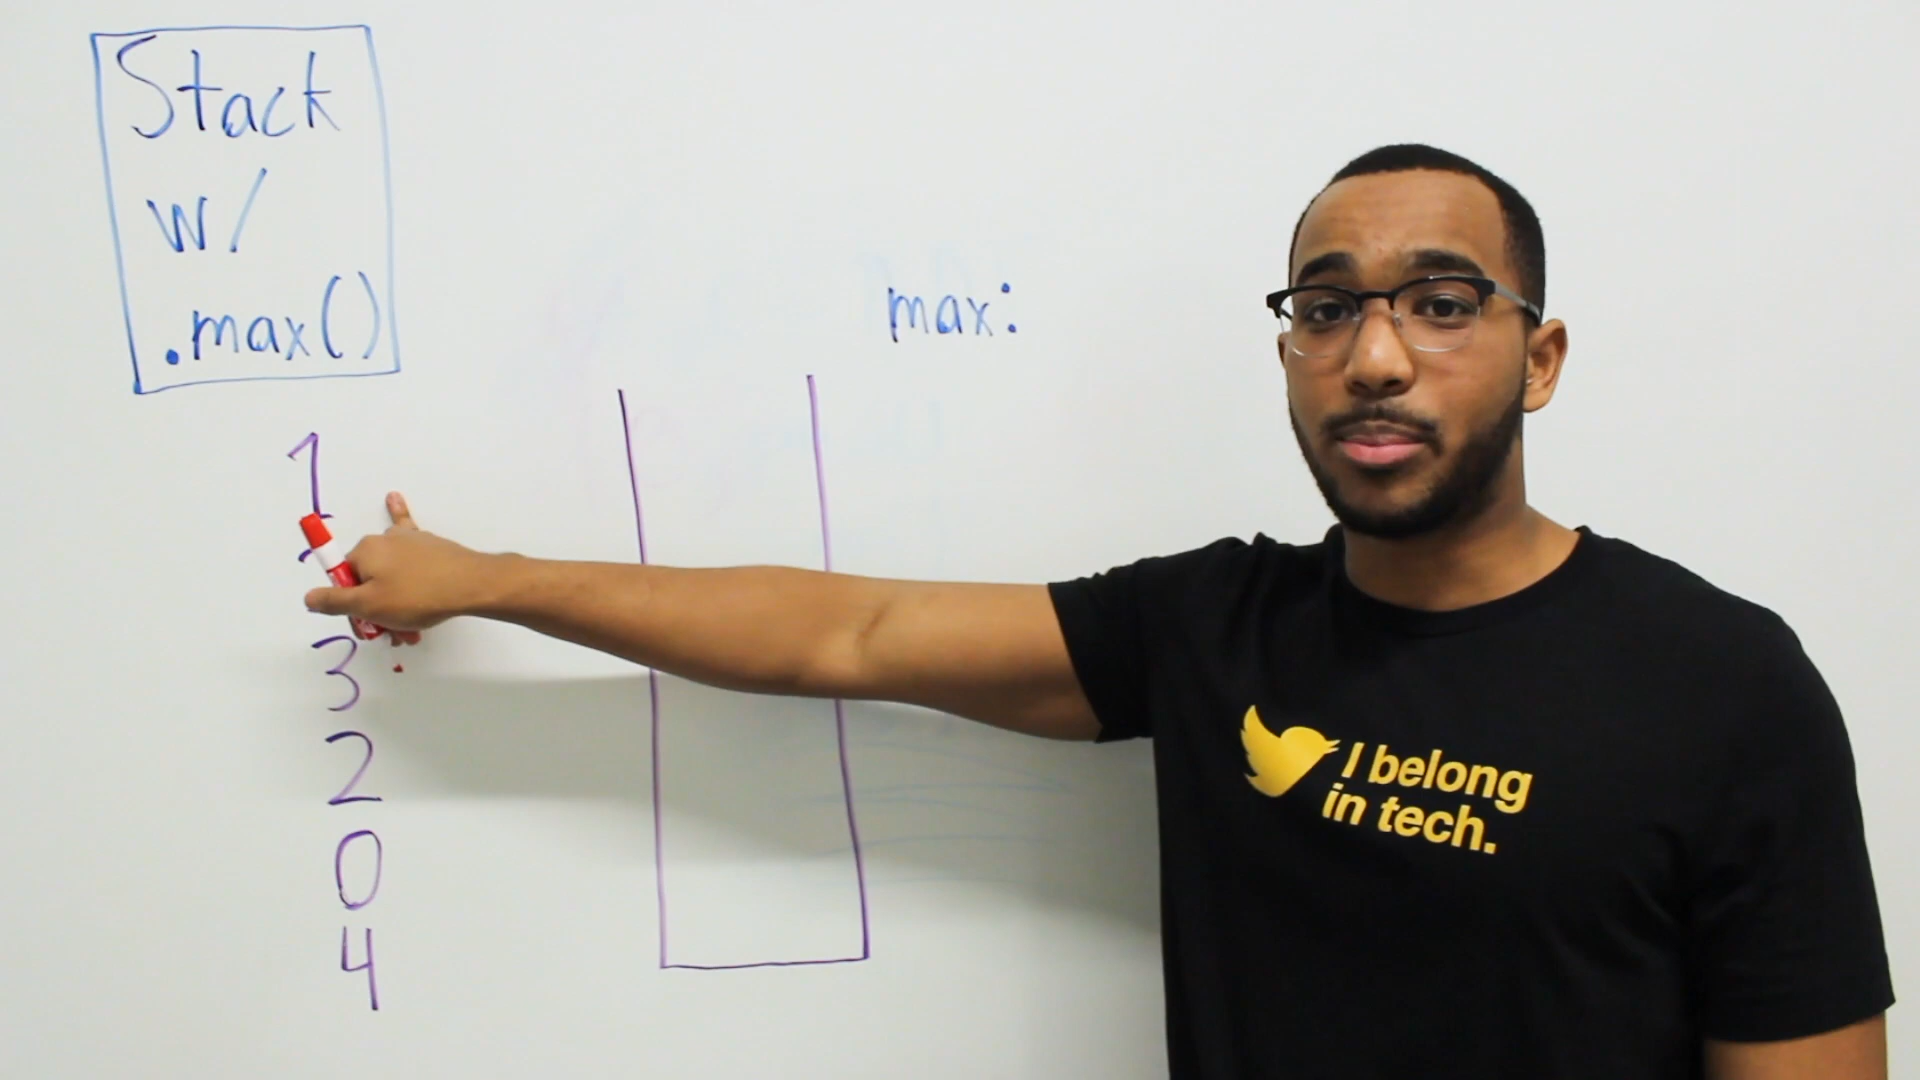 Stack
w/
.max()
max:
1
3
2
0
4
I belong
in tech.